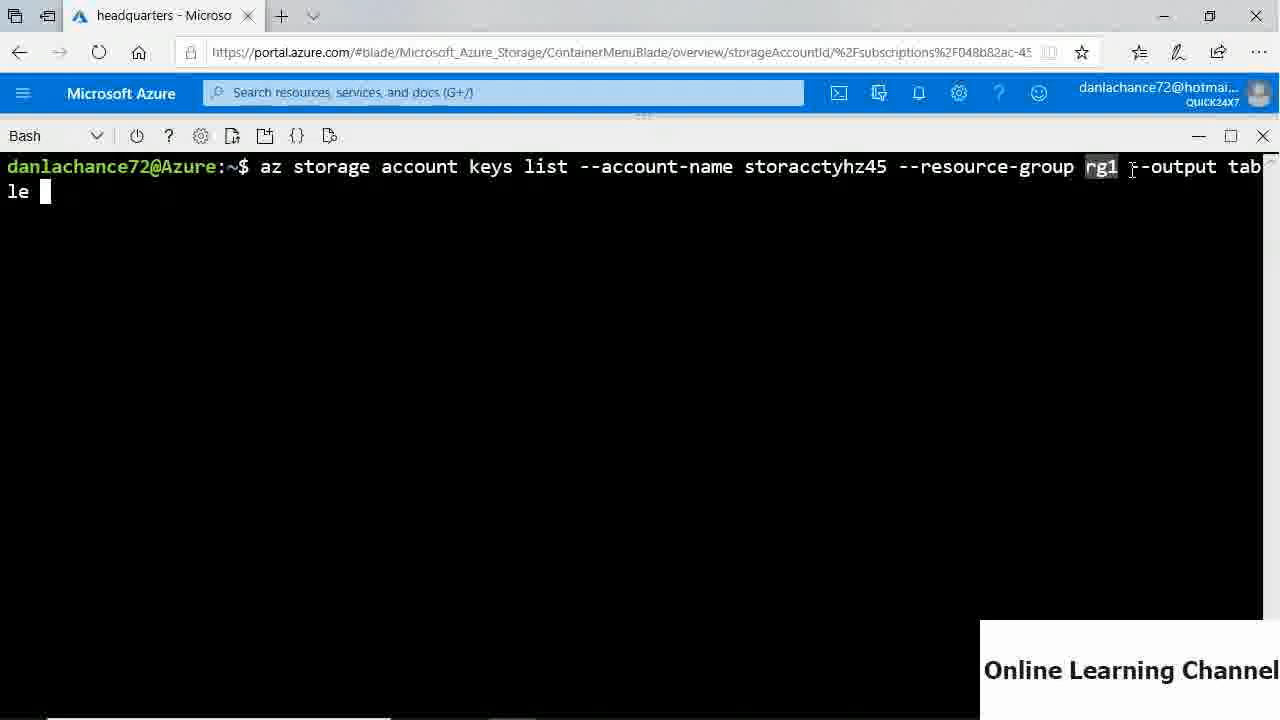 headquarters - Microso
https://portal.azure.com/#blade/Microsoft_Azure_Storage/ContainerMenuBlade/overview/storageAccountId/%2Fsubscriptions%2F048b82ac-45
Microsoft Azure
Search resources, services, and docs (G+/)
danlachance72@hotmai...
QUICK24X7
Bash
danlachance72@Azure:~$ az storage account keys list --account-name storacctyhz45 --resource-group rg1 --output tab
le
Online Learning Channel